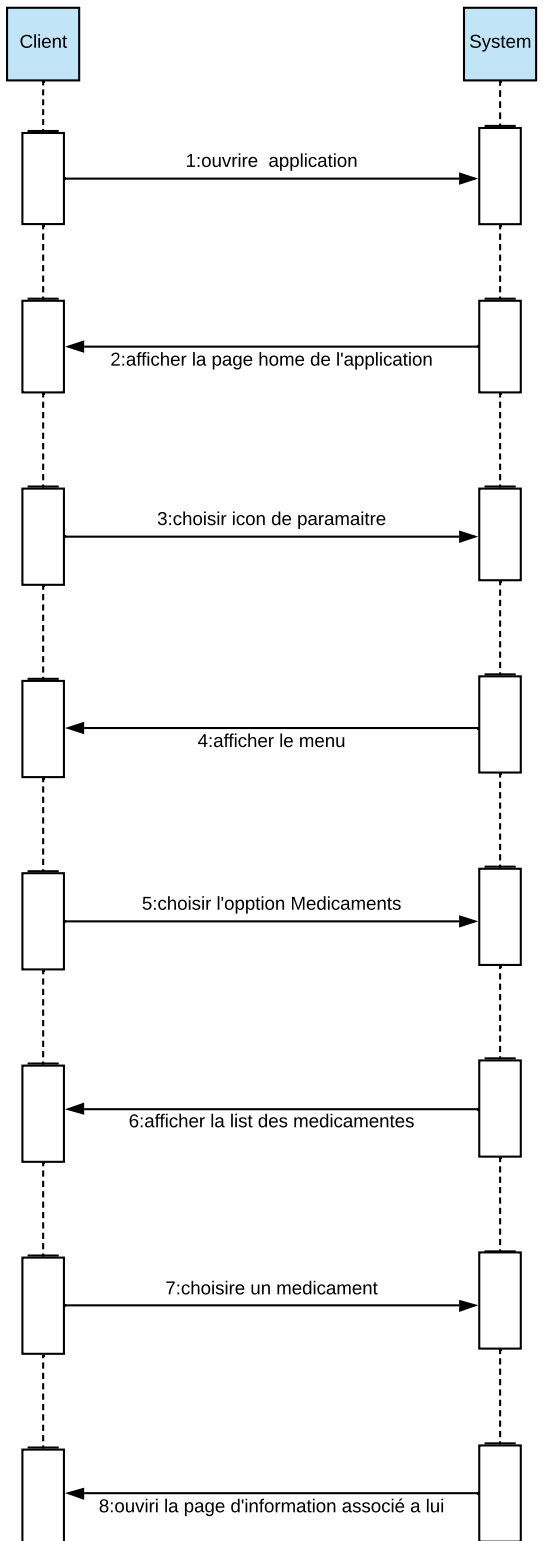 Client
System
1:ouvrire  application
2:afficher la page home de l'application
3:choisir icon de paramaitre
4:afficher le menu
5:choisir l'opption Medicaments
6:afficher la list des medicamentes
7:choisire un medicament
8:ouviri la page d'information associé a lui